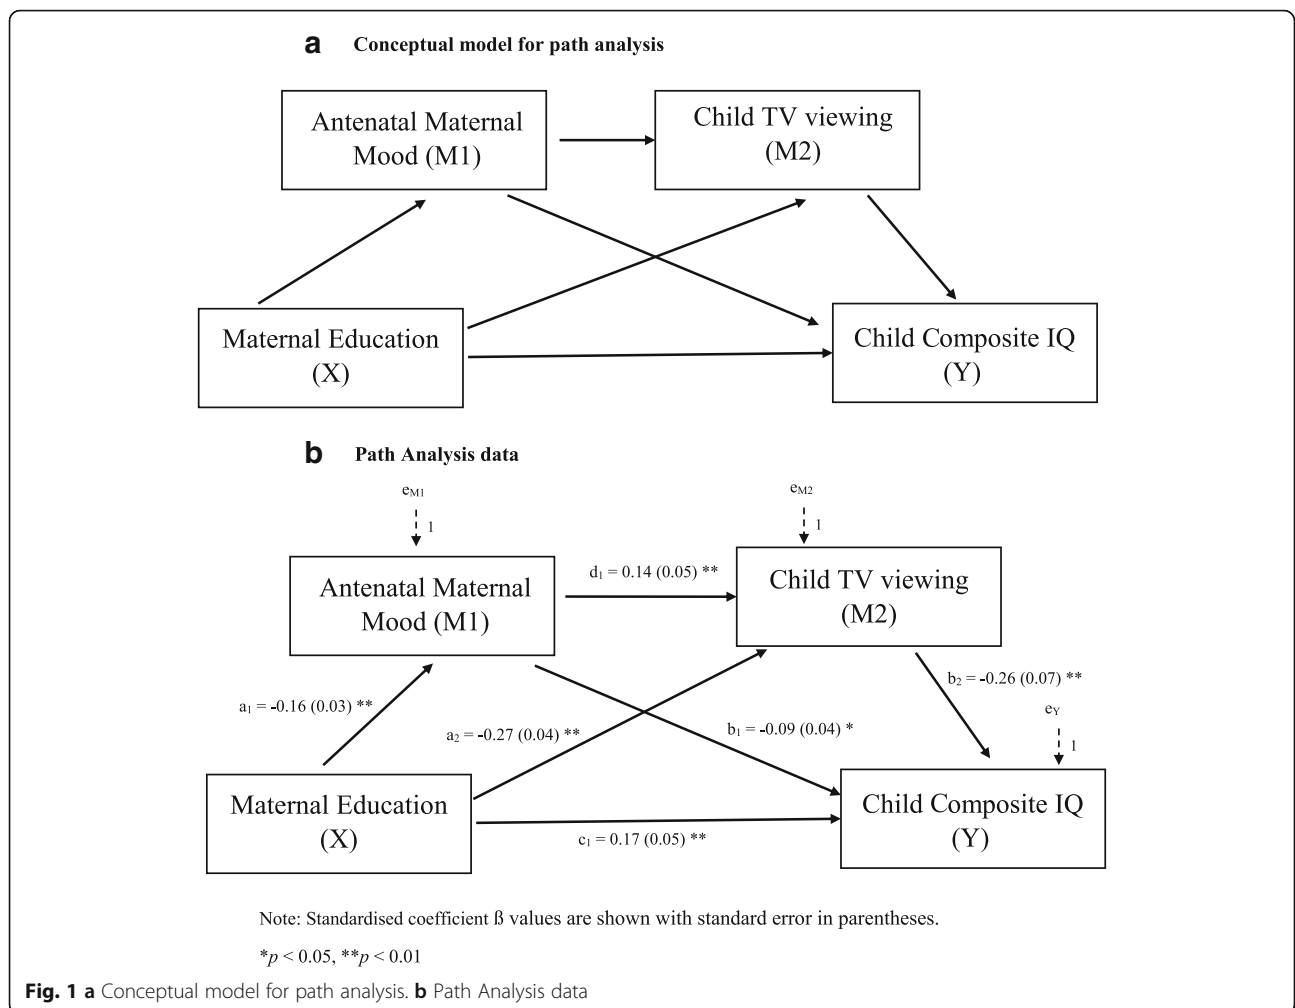 a Conceptual model for path analysis
Antenatal Maternal
Mood (M1)
Child TV viewing
(M2)
Maternal Education
(X)
Child Composite IQ
(Y)
b Path Analysis data
eM1
1
eM2
1
Antenatal Maternal
Mood (M1)
d1 = 0.14 (0.05) **
Child TV viewing
(M2)
a1 = -0.16 (0.03) **
a2 = -0.27 (0.04) **
b1 = -0.09 (0.04) *
b2 = -0.26 (0.07) **
eY
1
Maternal Education
(X)
c1 = 0.17 (0.05) **
Child Composite IQ
(Y)
Note: Standardised coefficient ß values are shown with standard error in parentheses.
*p < 0.05, **p < 0.01
Fig. 1 a Conceptual model for path analysis. b Path Analysis data